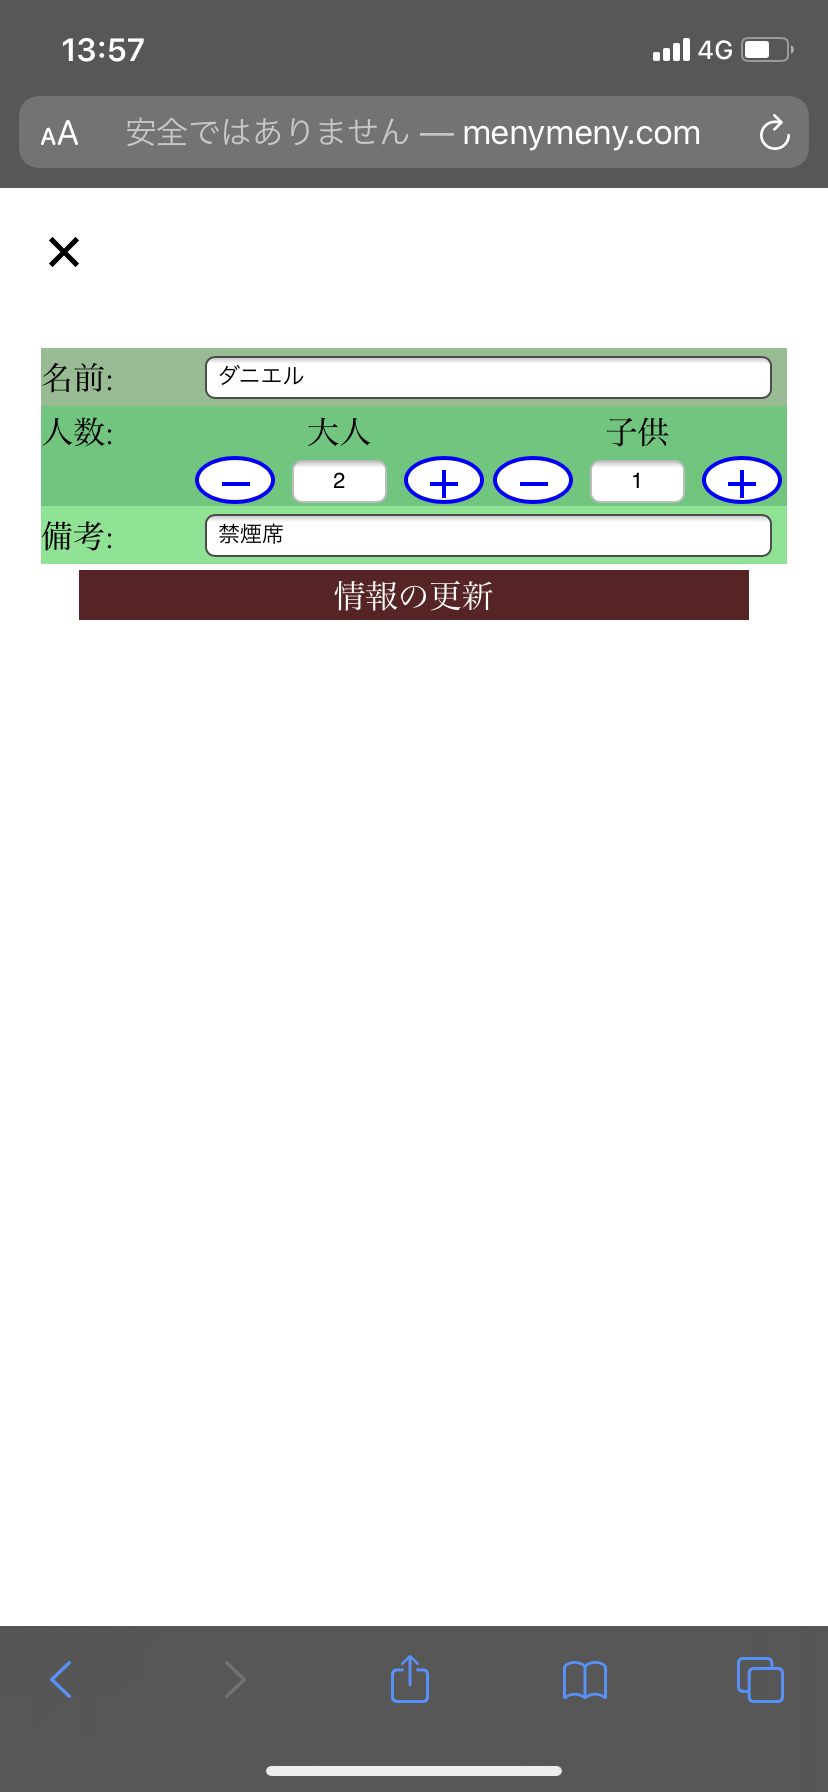 13:57 4G
AA 安全ではありません — menymeny.com
×
名前: ダニエル
人数: 大人 子供
− 2 + − 1 +
備考: 禁煙席
情報の更新